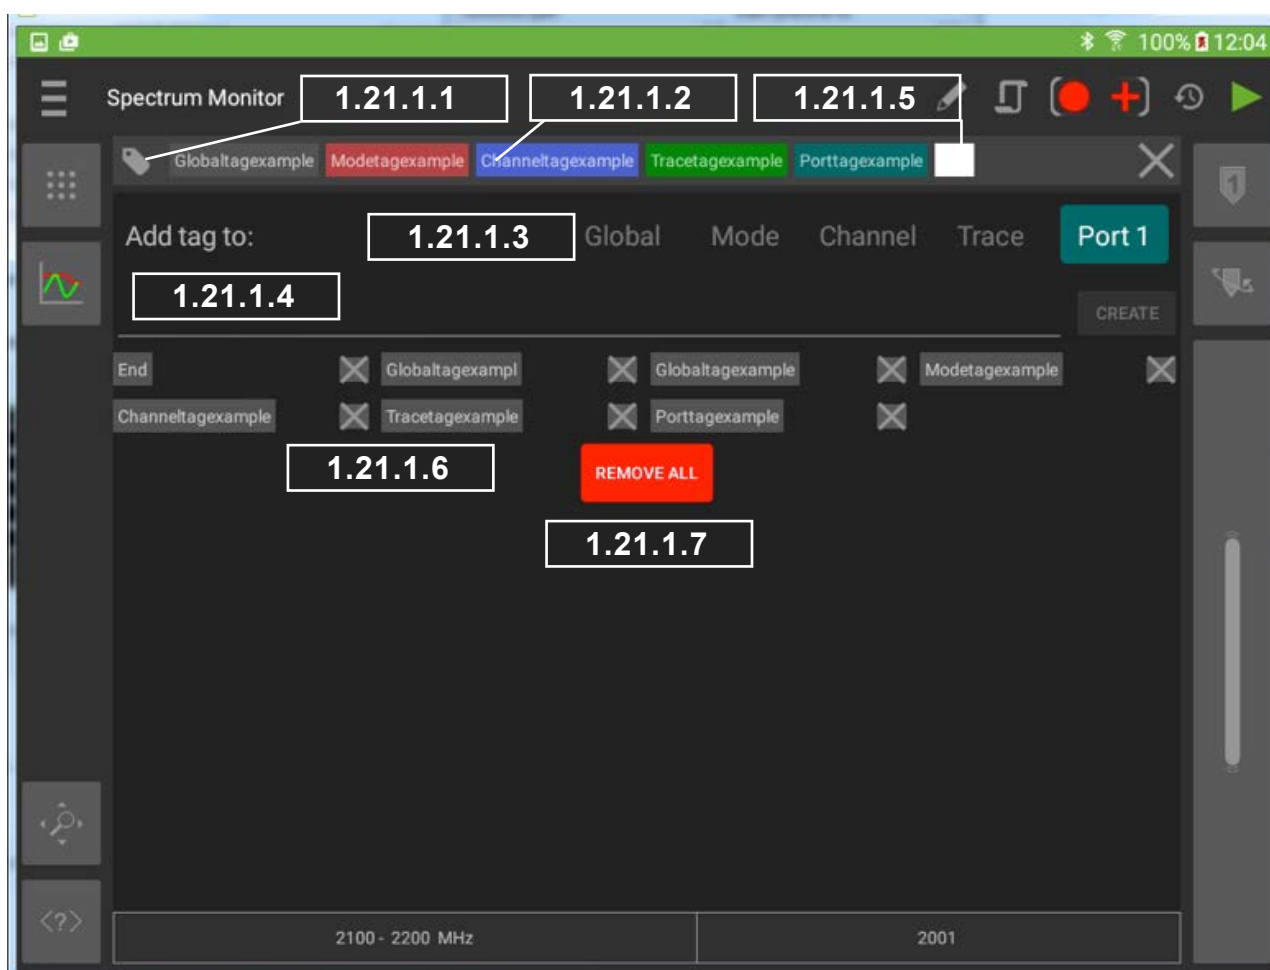 100% 12:04
Spectrum Monitor 1.21.1.1 1.21.1.2 1.21.1.5
Globaltagexample Modetagexample Channeltagexample Tracetagexample Porttagexample
1
Add tag to: 1.21.1.3 Global Mode Channel Trace Port 1
1.21.1.4
CREATE
End Globaltagexampl Globaltagexample Modetagexample
Channeltagexample Tracetagexample Porttagexample
1.21.1.6 REMOVE ALL
1.21.1.7
<?>
2100 - 2200 MHz 2001